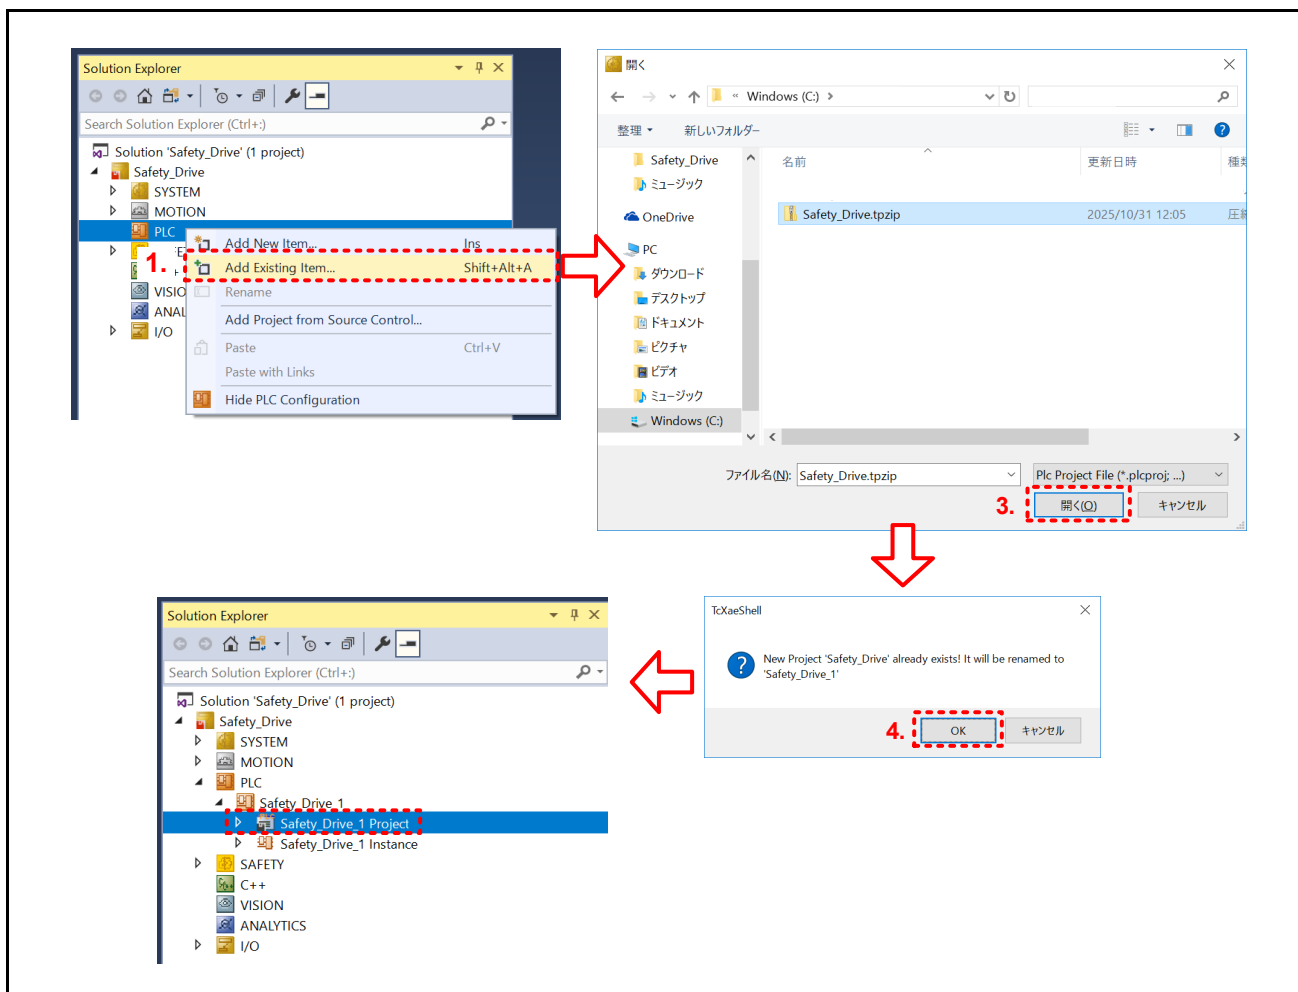 Solution Explorer
Search Solution Explorer (Ctrl+:)
Solution 'Safety_Drive' (1 project)
Safety_Drive
SYSTEM
MOTION
PLC
VISIO
ANAL
I/O
1.
Add New Item... Ins
Add Existing Item... Shift+Alt+A
Rename
Add Project from Source Control...
Paste Ctrl+V
Paste with Links
Hide PLC Configuration
開く
« Windows (C:)
整理 新しいフォルダー
Safety_Drive
ミュージック
OneDrive
PC
ダウンロード
デスクトップ
ドキュメント
ピクチャ
ビデオ
ミュージック
Windows (C:)
名前 更新日時 種類
Safety_Drive.tpzip 2025/10/31 12:05 圧縮
ファイル名(N): Safety_Drive.tpzip Plc Project File (*.plcproj; ...)
3. 開く(O) キャンセル
TcXaeShell
New Project 'Safety_Drive' already exists! It will be renamed to
'Safety_Drive_1'
4. OK キャンセル
Solution Explorer
Search Solution Explorer (Ctrl+:)
Solution 'Safety_Drive' (1 project)
Safety_Drive
SYSTEM
MOTION
PLC
Safety_Drive_1
Safety_Drive_1 Project
Safety_Drive_1 Instance
SAFETY
C++
VISION
ANALYTICS
I/O